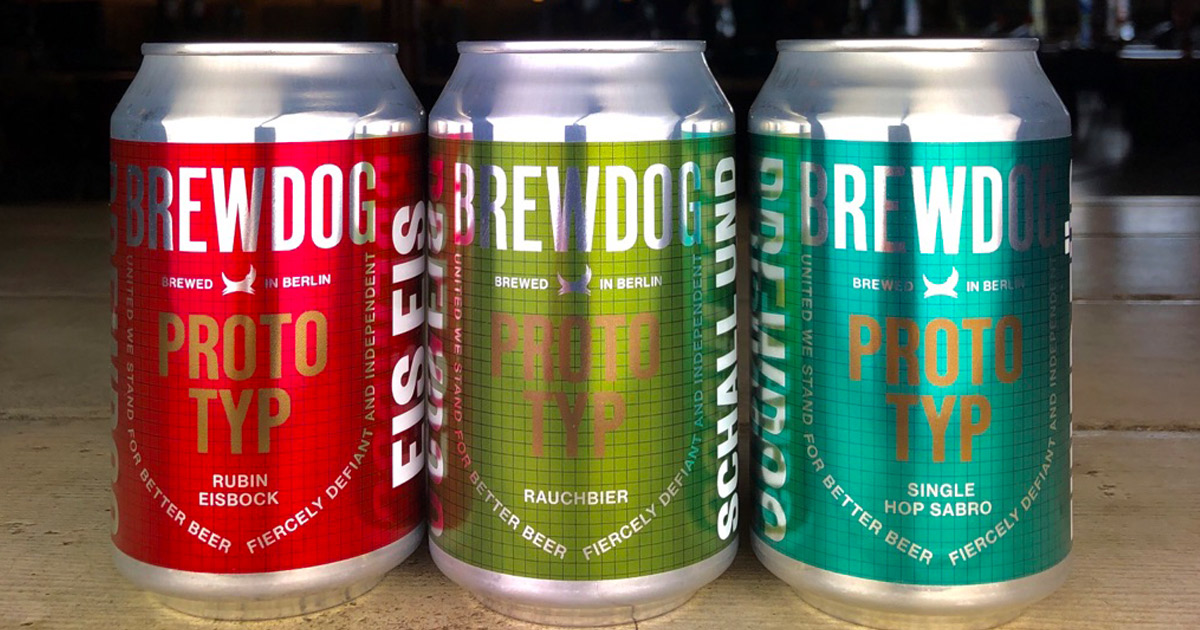 BREWDOG
BREWED IN BERLIN
PROTO
TYP
RUBIN
EISBOCK
UNITED WE STAND FOR BETTER BEER
FIERCELY DEFIANT AND INDEPENDENT
EIS EIS
BREWDOG
BREWED IN BERLIN
PROTO
TYP
RAUCHBIER
UNITED WE STAND FOR BETTER BEER
FIERCELY DEFIANT AND INDEPENDENT
SCHALL UND
BREWDOG
BREWED IN BERLIN
PROTO
TYP
SINGLE
HOP SABRO
UNITED WE STAND FOR BETTER BEER
FIERCELY DEFIANT AND INDEPENDENT